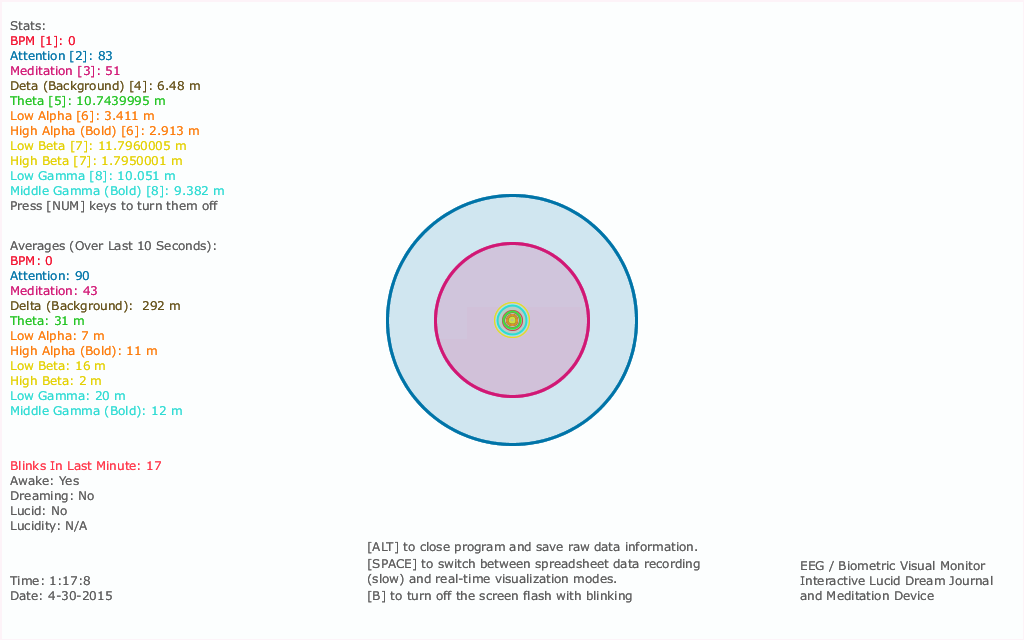 Stats:
BPM [1]: 0
Attention [2]: 83
Meditation [3]: 51
Deta (Background) [4]: 6.48 m
Theta [5]: 10.7439995 m
Low Alpha [6]: 3.411 m
High Alpha (Bold) [6]: 2.913 m
Low Beta [7]: 11.7960005 m
High Beta [7]: 1.7950001 m
Low Gamma [8]: 10.051 m
Middle Gamma (Bold) [8]: 9.382 m
Press [NUM] keys to turn them off
Averages (Over Last 10 Seconds):
BPM: 0
Attention: 90
Meditation: 43
Delta (Background):  292 m
Theta: 31 m
Low Alpha: 7 m
High Alpha (Bold): 11 m
Low Beta: 16 m
High Beta: 2 m
Low Gamma: 20 m
Middle Gamma (Bold): 12 m
Blinks In Last Minute: 17
Awake: Yes
Dreaming: No
Lucid: No
Lucidity: N/A
Time: 1:17:8
Date: 4-30-2015
[ALT] to close program and save raw data information.
[SPACE] to switch between spreadsheet data recording
(slow) and real-time visualization modes.
[B] to turn off the screen flash with blinking
EEG / Biometric Visual Monitor
Interactive Lucid Dream Journal
and Meditation Device